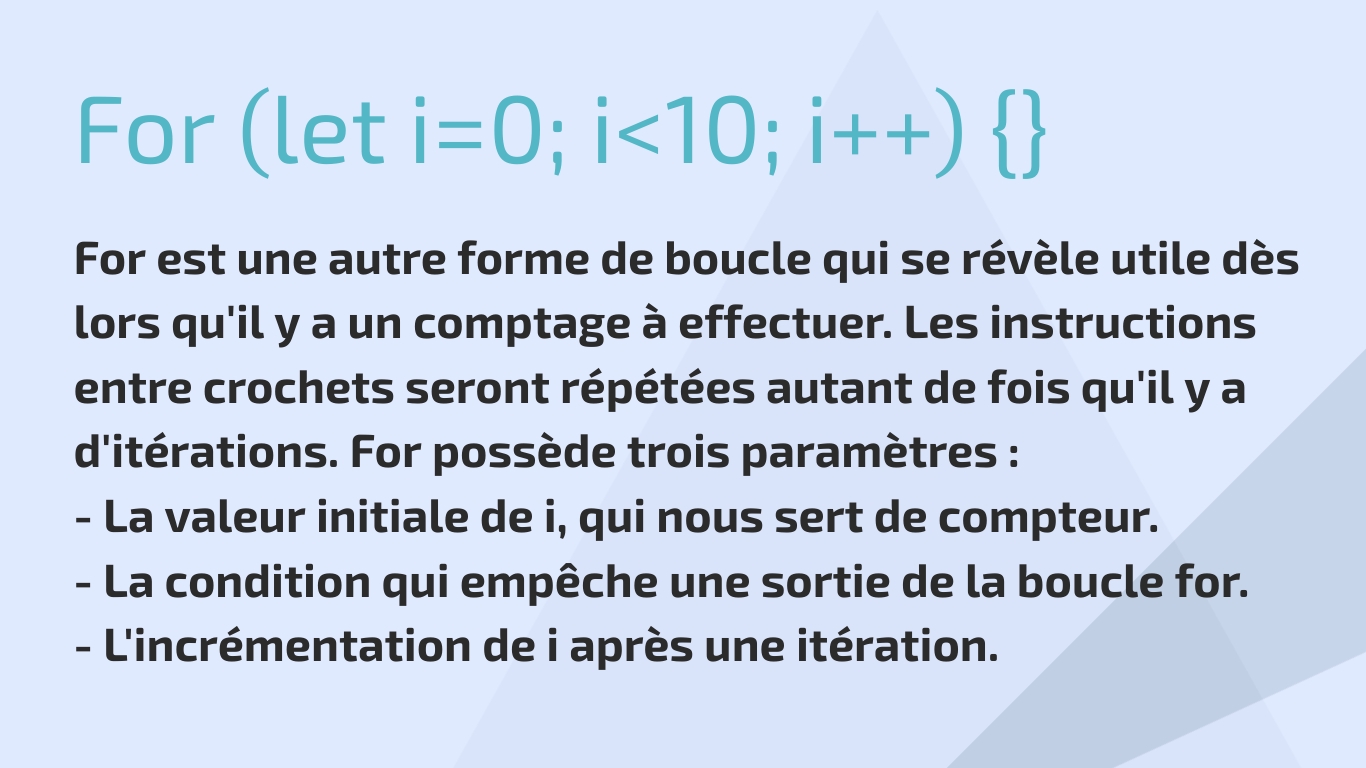 For (let i=0; i<10; i++) {}
For est une autre forme de boucle qui se révèle utile dès
lors qu'il y a un comptage à effectuer. Les instructions
entre crochets seront répétées autant de fois qu'il y a
d'itérations. For possède trois paramètres :
- La valeur initiale de i, qui nous sert de compteur.
- La condition qui empêche une sortie de la boucle for.
- L'incrémentation de i après une itération.